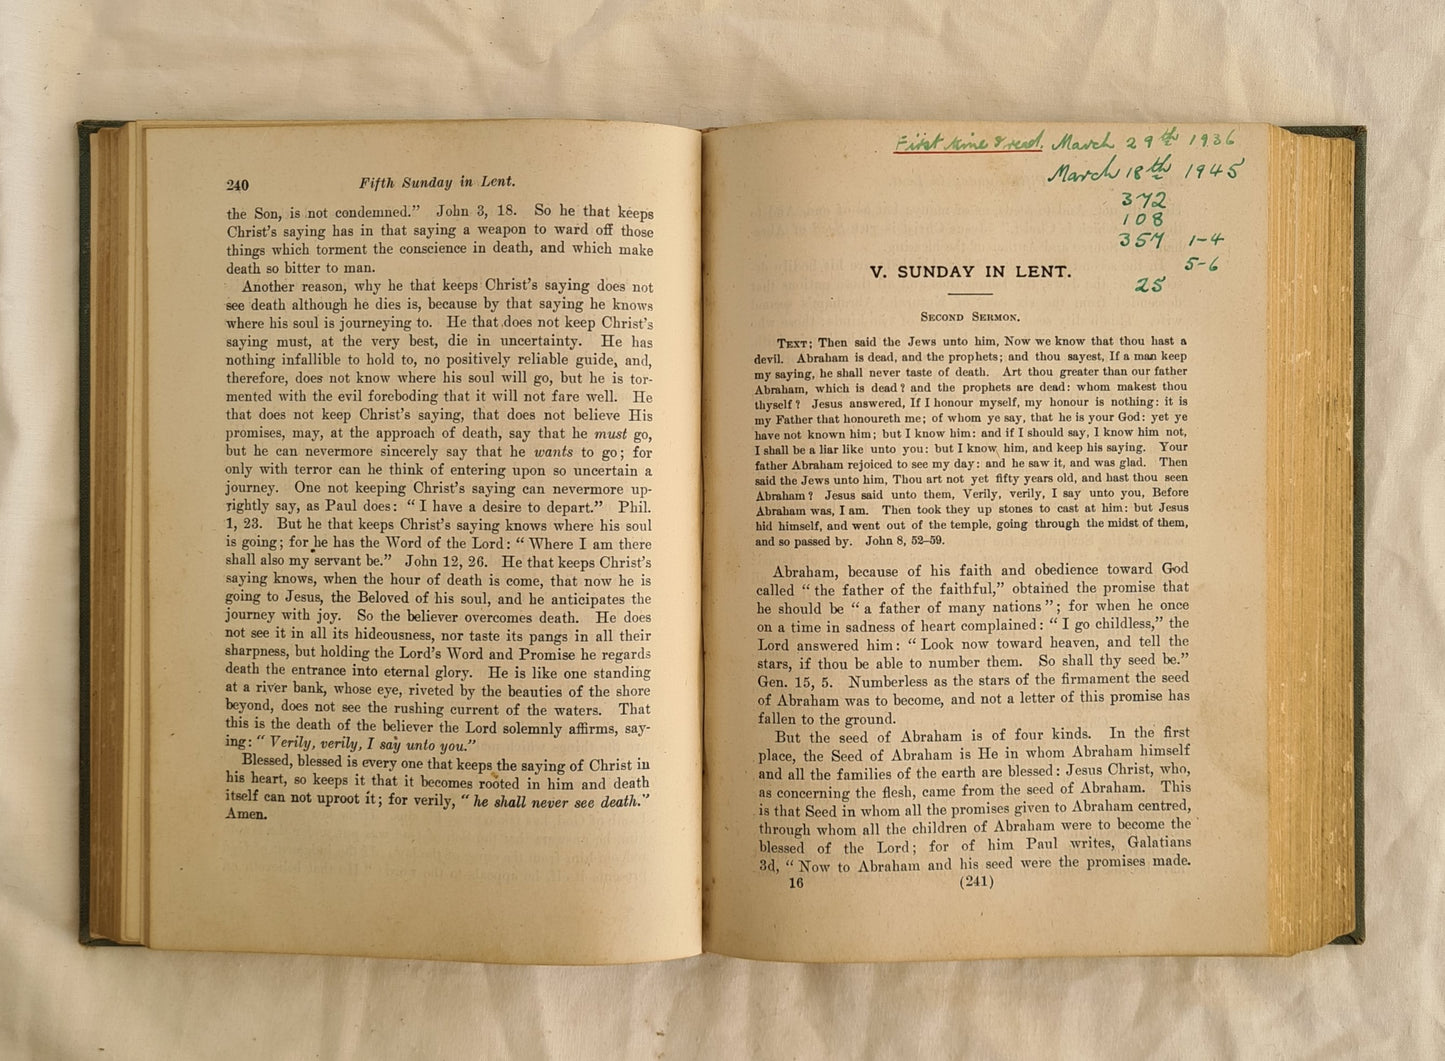 240 Fifth Sunday in Lent.
the Son, is not condemned." John 3, 18. So he that keeps
Christ's saying has in that saying a weapon to ward off those
things which torment the conscience in death, and which make
death so bitter to man.
Another reason, why he that keeps Christ's saying does not
see death although he dies is, because by that saying he knows
where his soul is journeying to. He that does not keep Christ's
saying must, at the very best, die in uncertainty. He has
nothing infallible to hold to, no positively reliable guide, and,
therefore, does not know where his soul will go, but he is tor-
mented with the evil foreboding that it will not fare well. He
that does not keep Christ's saying, that does not believe His
promises, may, at the approach of death, say that he must go,
but he can nevermore sincerely say that he wants to go; for
only with terror can he think of entering upon so uncertain a
journey. One not keeping Christ's saying can nevermore up-
rightly say, as Paul does: "I have a desire to depart." Phil.
1, 23. But he that keeps Christ's saying knows where his soul
is going; for he has the Word of the Lord: "Where I am there
shall also my servant be." John 12, 26. He that keeps Christ's
saying knows, when the hour of death is come, that now he is
going to Jesus, the Beloved of his soul, and he anticipates the
journey with joy. So the believer overcomes death. He does
not see it in all its hideousness, nor taste its pangs in all their
sharpness, but holding the Lord's Word and Promise he regards
death the entrance into eternal glory. He is like one standing
at a river bank, whose eye, riveted by the beauties of the shore
beyond, does not see the rushing current of the waters. That
this is the death of the believer the Lord solemnly affirms, say-
ing: "Verily, verily, I say unto you."
Blessed, blessed is every one that keeps the saying of Christ in
his heart, so keeps it that it becomes rooted in him and death
itself can not uproot it; for verily, "he shall never see death."
Amen.
First time I read. March 29th 1936
March 18th 1945
372
108
357 1-4
5-6
25
V. SUNDAY IN LENT.
SECOND SERMON.
TEXT: Then said the Jews unto him, Now we know that thou hast a
devil. Abraham is dead, and the prophets; and thou sayest, If a man keep
my saying, he shall never taste of death. Art thou greater than our father
Abraham, which is dead? and the prophets are dead: whom makest thou
thyself? Jesus answered, If I honour myself, my honour is nothing: it is
my Father that honoureth me; of whom ye say, that he is your God: yet ye
have not known him; but I know him: and if I should say, I know him not,
I shall be a liar like unto you: but I know him, and keep his saying. Your
father Abraham rejoiced to see my day: and he saw it, and was glad. Then
said the Jews unto him, Thou art not yet fifty years old, and hast thou seen
Abraham? Jesus said unto them, Verily, verily, I say unto you, Before
Abraham was, I am. Then took they up stones to cast at him: but Jesus
hid himself, and went out of the temple, going through the midst of them,
and so passed by. John 8, 52–59.
Abraham, because of his faith and obedience toward God
called "the father of the faithful," obtained the promise that
he should be "a father of many nations"; for when he once
on a time in sadness of heart complained: "I go childless," the
Lord answered him: "Look now toward heaven, and tell the
stars, if thou be able to number them. So shall thy seed be."
Gen. 15, 5. Numberless as the stars of the firmament the seed
of Abraham was to become, and not a letter of this promise has
fallen to the ground.
But the seed of Abraham is of four kinds. In the first
place, the Seed of Abraham is He in whom Abraham himself
and all the families of the earth are blessed: Jesus Christ, who,
as concerning the flesh, came from the seed of Abraham. This
is that Seed in whom all the promises given to Abraham centred,
through whom all the children of Abraham were to become the
blessed of the Lord; for of him Paul writes, Galatians
3d, "Now to Abraham and his seed were the promises made.
16 (241)